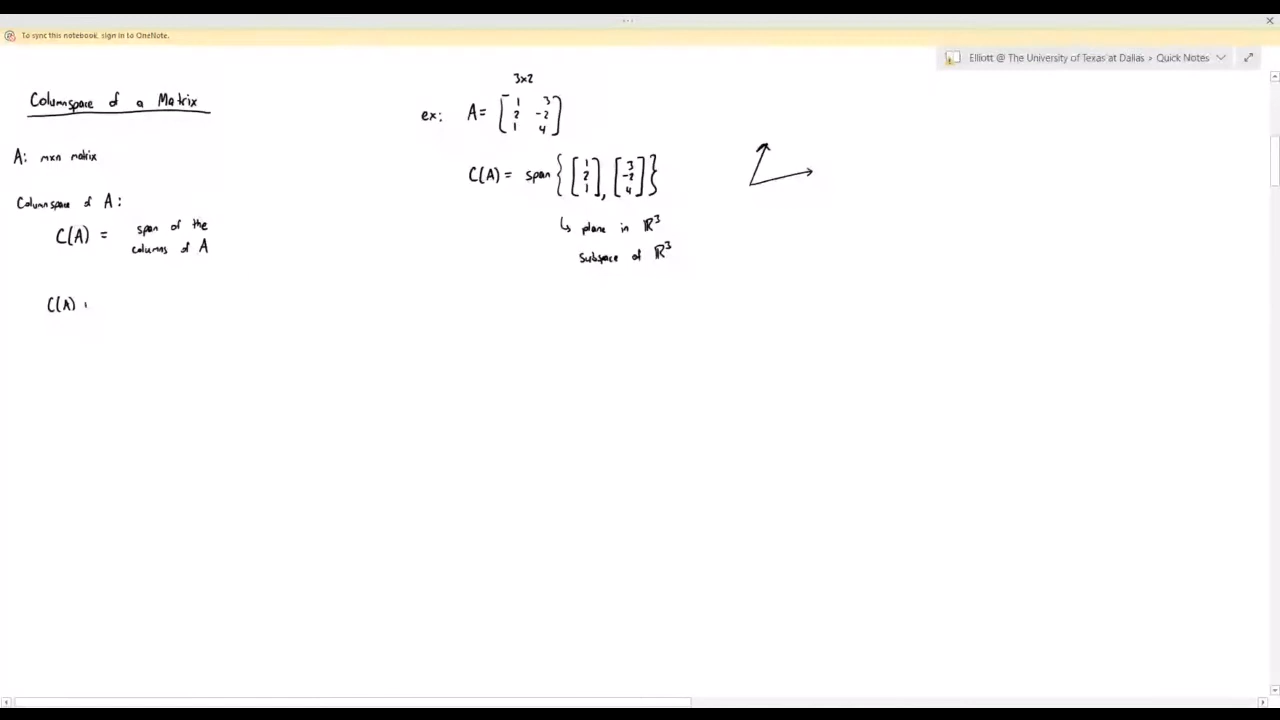 To sync this notebook, sign in to OneNote.
Elliott @ The University of Texas at Dallas > Quick Notes
Columnspace of a Matrix
A: mxn matrix
Columnspace of A:
C(A) = span of the
columns of A
C(A)
3x2
ex: A = [ 1 3
2 -2
1 4 ]
C(A) = span { [ 1 2 1 ], [ 3 -2 4 ] }
↳ plane in ℝ³
subspace of ℝ³